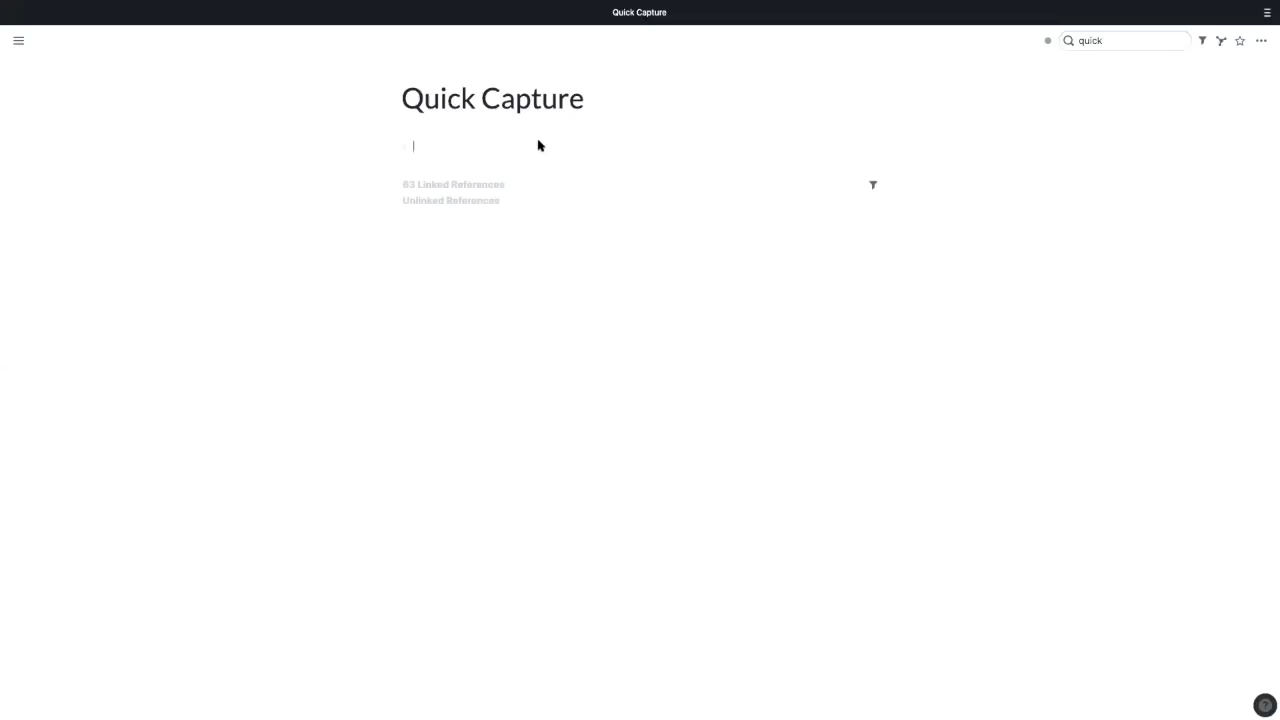 Quick Capture
quick
Quick Capture
63 Linked References
Unlinked References
?